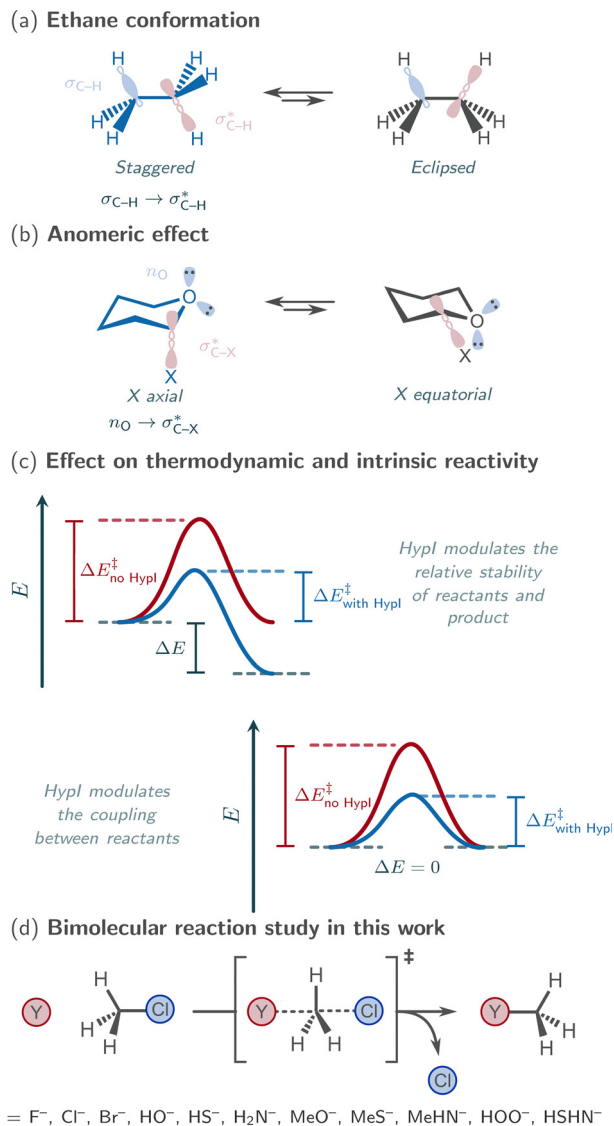 (a) Ethane conformation
H H H H H H
σC–H
σ*C–H
Staggered
σC–H → σ*C–H
H H H H H H
Eclipsed
(b) Anomeric effect
nO
O
σ*C–X
X
X axial
nO → σ*C–X
O
X
X equatorial
(c) Effect on thermodynamic and intrinsic reactivity
E
ΔE‡no HypI
ΔE‡with HypI
ΔE
HypI modulates the
relative stability
of reactants and
product
HypI modulates
the coupling
between reactants
E
ΔE‡no HypI
ΔE‡with HypI
ΔE = 0
(d) Bimolecular reaction study in this work
Y H H H Cl
Y H H H Cl ‡
Cl
Y H H H
= F⁻, Cl⁻, Br⁻, HO⁻, HS⁻, H₂N⁻, MeO⁻, MeS⁻, MeHN⁻, HOO⁻, HSHN⁻